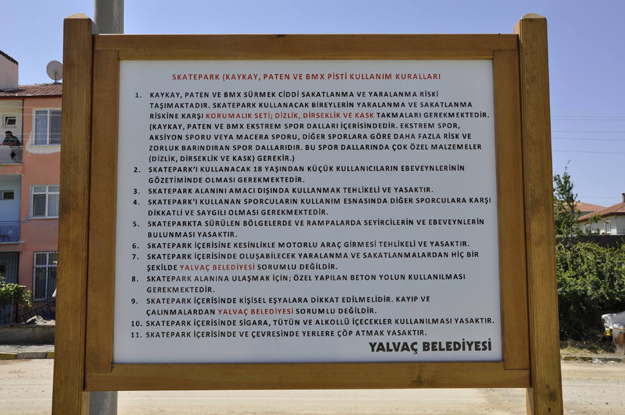 SKATEPARK (KAYKAY, PATEN VE BMX PİSTİ KULLANIM KURALLARI
1. KAYKAY, PATEN VE BMX SÜRMEK CİDDİ SAKATLANMA VE YARALANMA RİSKİ
TAŞIMAKTADIR. SKATEPARK KULLANACAK BİREYLERİN YARALANMA VE SAKATLANMA
RİSKİNE KARŞI KORUMALIK SETİ; DİZLİK, DİRSEKLİK VE KASK TAKMALARI GEREKMEKTEDİR.
(KAYKAY, PATEN VE BMX EKSTREM SPOR DALLARI İÇERİSİNDEDİR. EKSTREM SPOR,
AKSİYON SPORU VEYA MACERA SPORU, DİĞER SPORLARA GÖRE DAHA FAZLA RİSK VE
ZORLUK BARINDIRAN SPOR DALLARIDIR. BU SPOR DALLARINDA ÇOK ÖZEL MALZEMELER
(DİZLİK, DİRSEKLİK VE KASK) GEREKİR.)
2. SKATEPARK'I KULLANACAK 18 YAŞINDAN KÜÇÜK KULLANICILARIN EBEVEYNLERİNİN
GÖZETİMİNDE OLMASI GEREKMEKTEDİR.
3. SKATEPARK ALANINI AMACI DIŞINDA KULLANMAK TEHLİKELİ VE YASAKTIR.
4. SKATEPARK'I KULLANAN SPORCULARIN KULLANIM ESNASINDA DİĞER SPORCULARA KARŞI
DİKKATLİ VE SAYGILI OLMASI GEREKMEKTEDİR.
5. SKATEPARKTA SÜRÜLEN BÖLGELERDE VE RAMPALARDA SEYİRCİLERİN VE EBEVEYNLERİN
BULUNMASI YASAKTIR.
6. SKATEPARK İÇERİSİNE KESİNLİKLE MOTORLU ARAÇ GİRMESİ TEHLİKELİ VE YASAKTIR.
7. SKATEPARK İÇERİSİNDE OLUŞABİLECEK YARALANMA VE SAKATLANMALARDAN HİÇ BİR
ŞEKİLDE YALVAÇ BELEDİYESİ SORUMLU DEĞİLDİR.
8. SKATEPARK ALANINA ULAŞMAK İÇİN; ÖZEL YAPILAN BETON YOLUN KULLANILMASI
GEREKMEKTEDİR.
9. SKATEPARK İÇERİSİNDE KİŞİSEL EŞYALARA DİKKAT EDİLMELİDİR. KAYIP VE
ÇALINMALARDAN YALVAÇ BELEDİYESİ SORUMLU DEĞİLDİR.
10. SKATEPARK İÇERİSİNDE SİGARA, TÜTÜN VE ALKOLLÜ İÇECEKLER KULLANILMASI YASAKTIR.
11. SKATEPARK İÇERİSİNDE VE ÇEVRESİNDE YERLERE ÇÖP ATMAK YASAKTIR.
YALVAÇ BELEDİYESİ